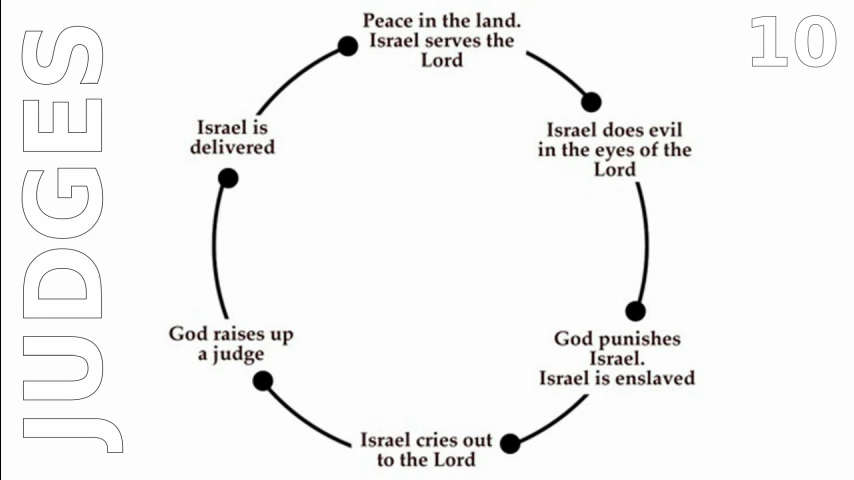 JUDGES
10
Peace in the land.
Israel serves the
Lord
Israel does evil
in the eyes of the
Lord
God punishes
Israel.
Israel is enslaved
Israel cries out
to the Lord
God raises up
a judge
Israel is
delivered